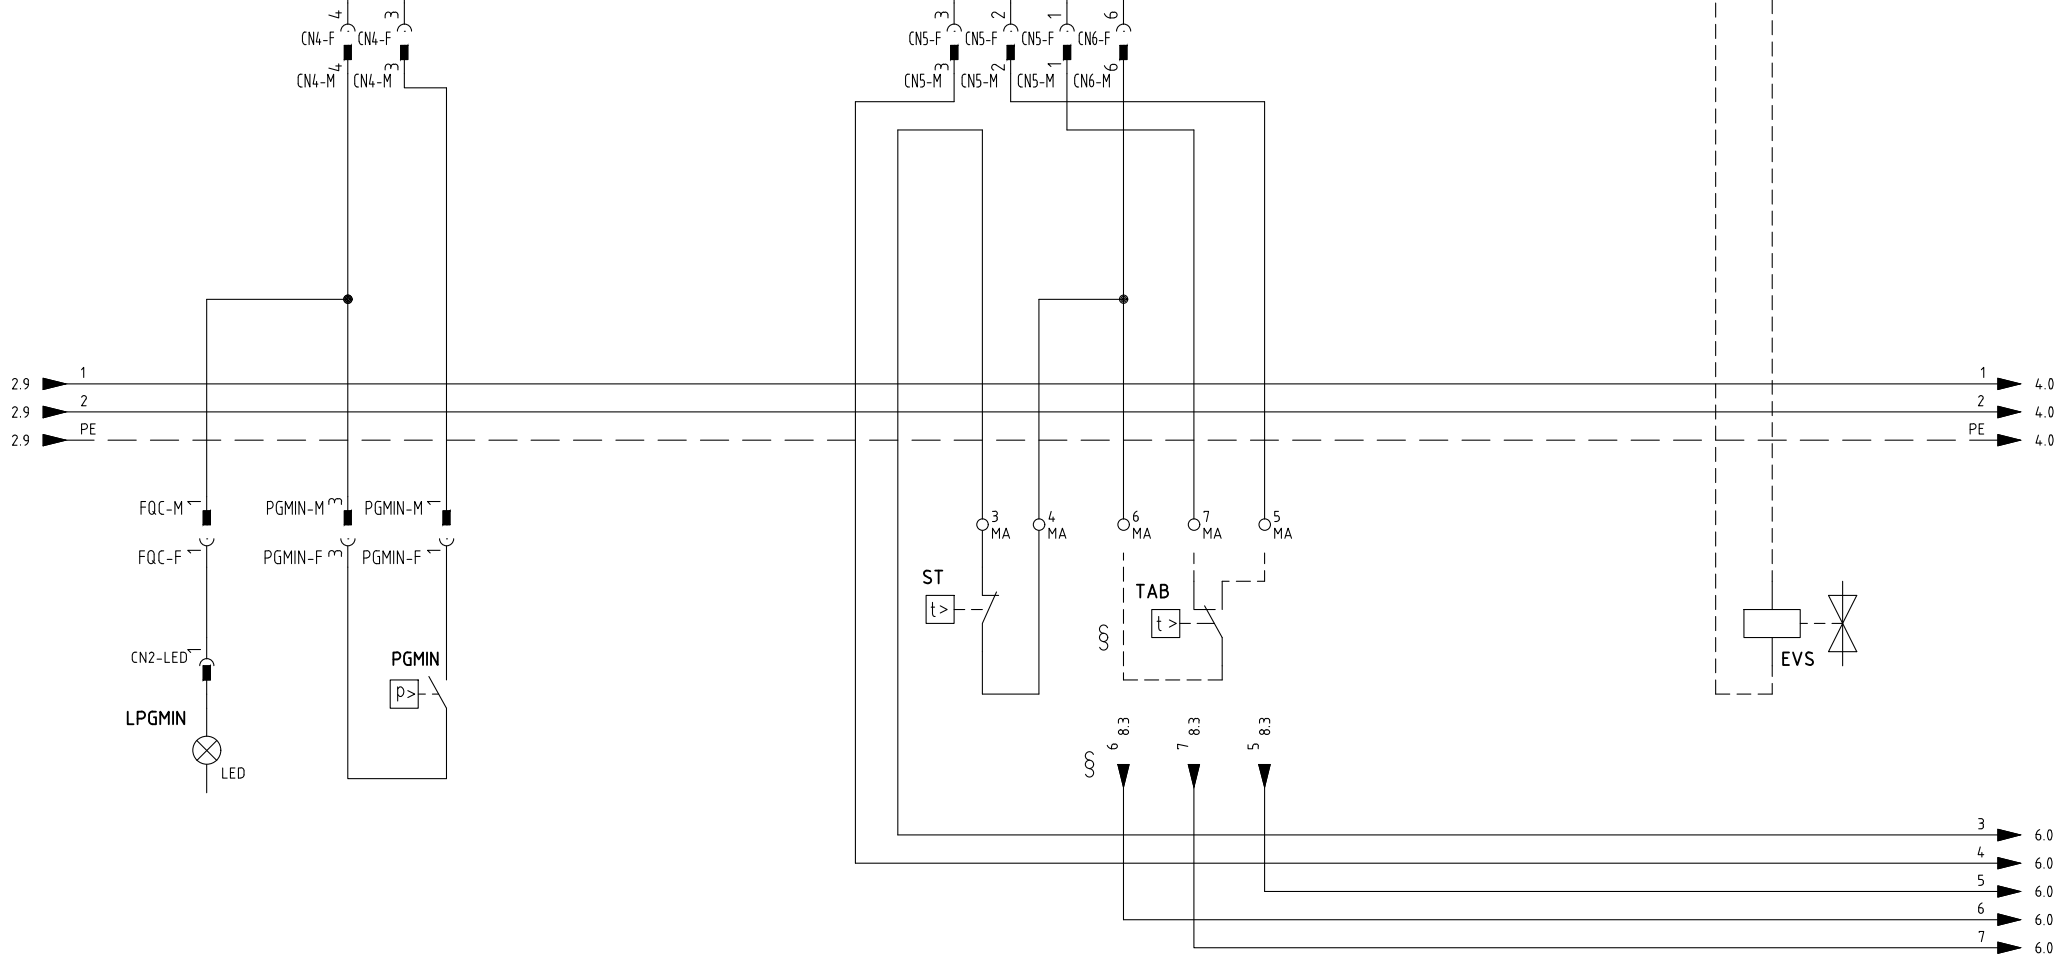 4 3 3 2 1 6
CN4-F CN4-F CN5-F CN5-F CN5-F CN6-F
4 3 3 2 1 6
CN4-M CN4-M CN5-M CN5-M CN5-M CN6-M
2.9 1 1 4.0
2.9 2 2 4.0
2.9 PE PE 4.0
FQC-M 1 PGMIN-M 3 PGMIN-M 1
3 MA 4 MA 6 MA 7 MA 5 MA
FQC-F 1 PGMIN-F 3 PGMIN-F 1
ST
t>
TAB
t >
§
CN2-LED 1
PGMIN
p>
EVS
LPGMIN
LED
8.3 8.3 8.3
6 7 5
§
3 6.0
4 6.0
5 6.0
6 6.0
7 6.0